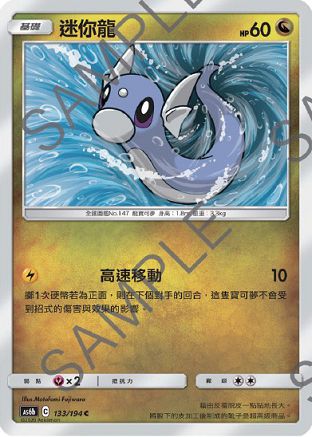 基礎 迷你龍 HP60
全國圖鑑No.147 龍寶可夢 身高:1.8m 體重:3.3kg
高速移動 10
擲1次硬幣若為正面,則在下個對手的回合,這隻寶可夢不會受
到招式的傷害與效果的影響。
弱點 ×2 抵抗力 撤退
Illus. Motofumi Fujiwara
AS6b C 133/194 C
SAMPLE
SAMPLE
SAMPLE